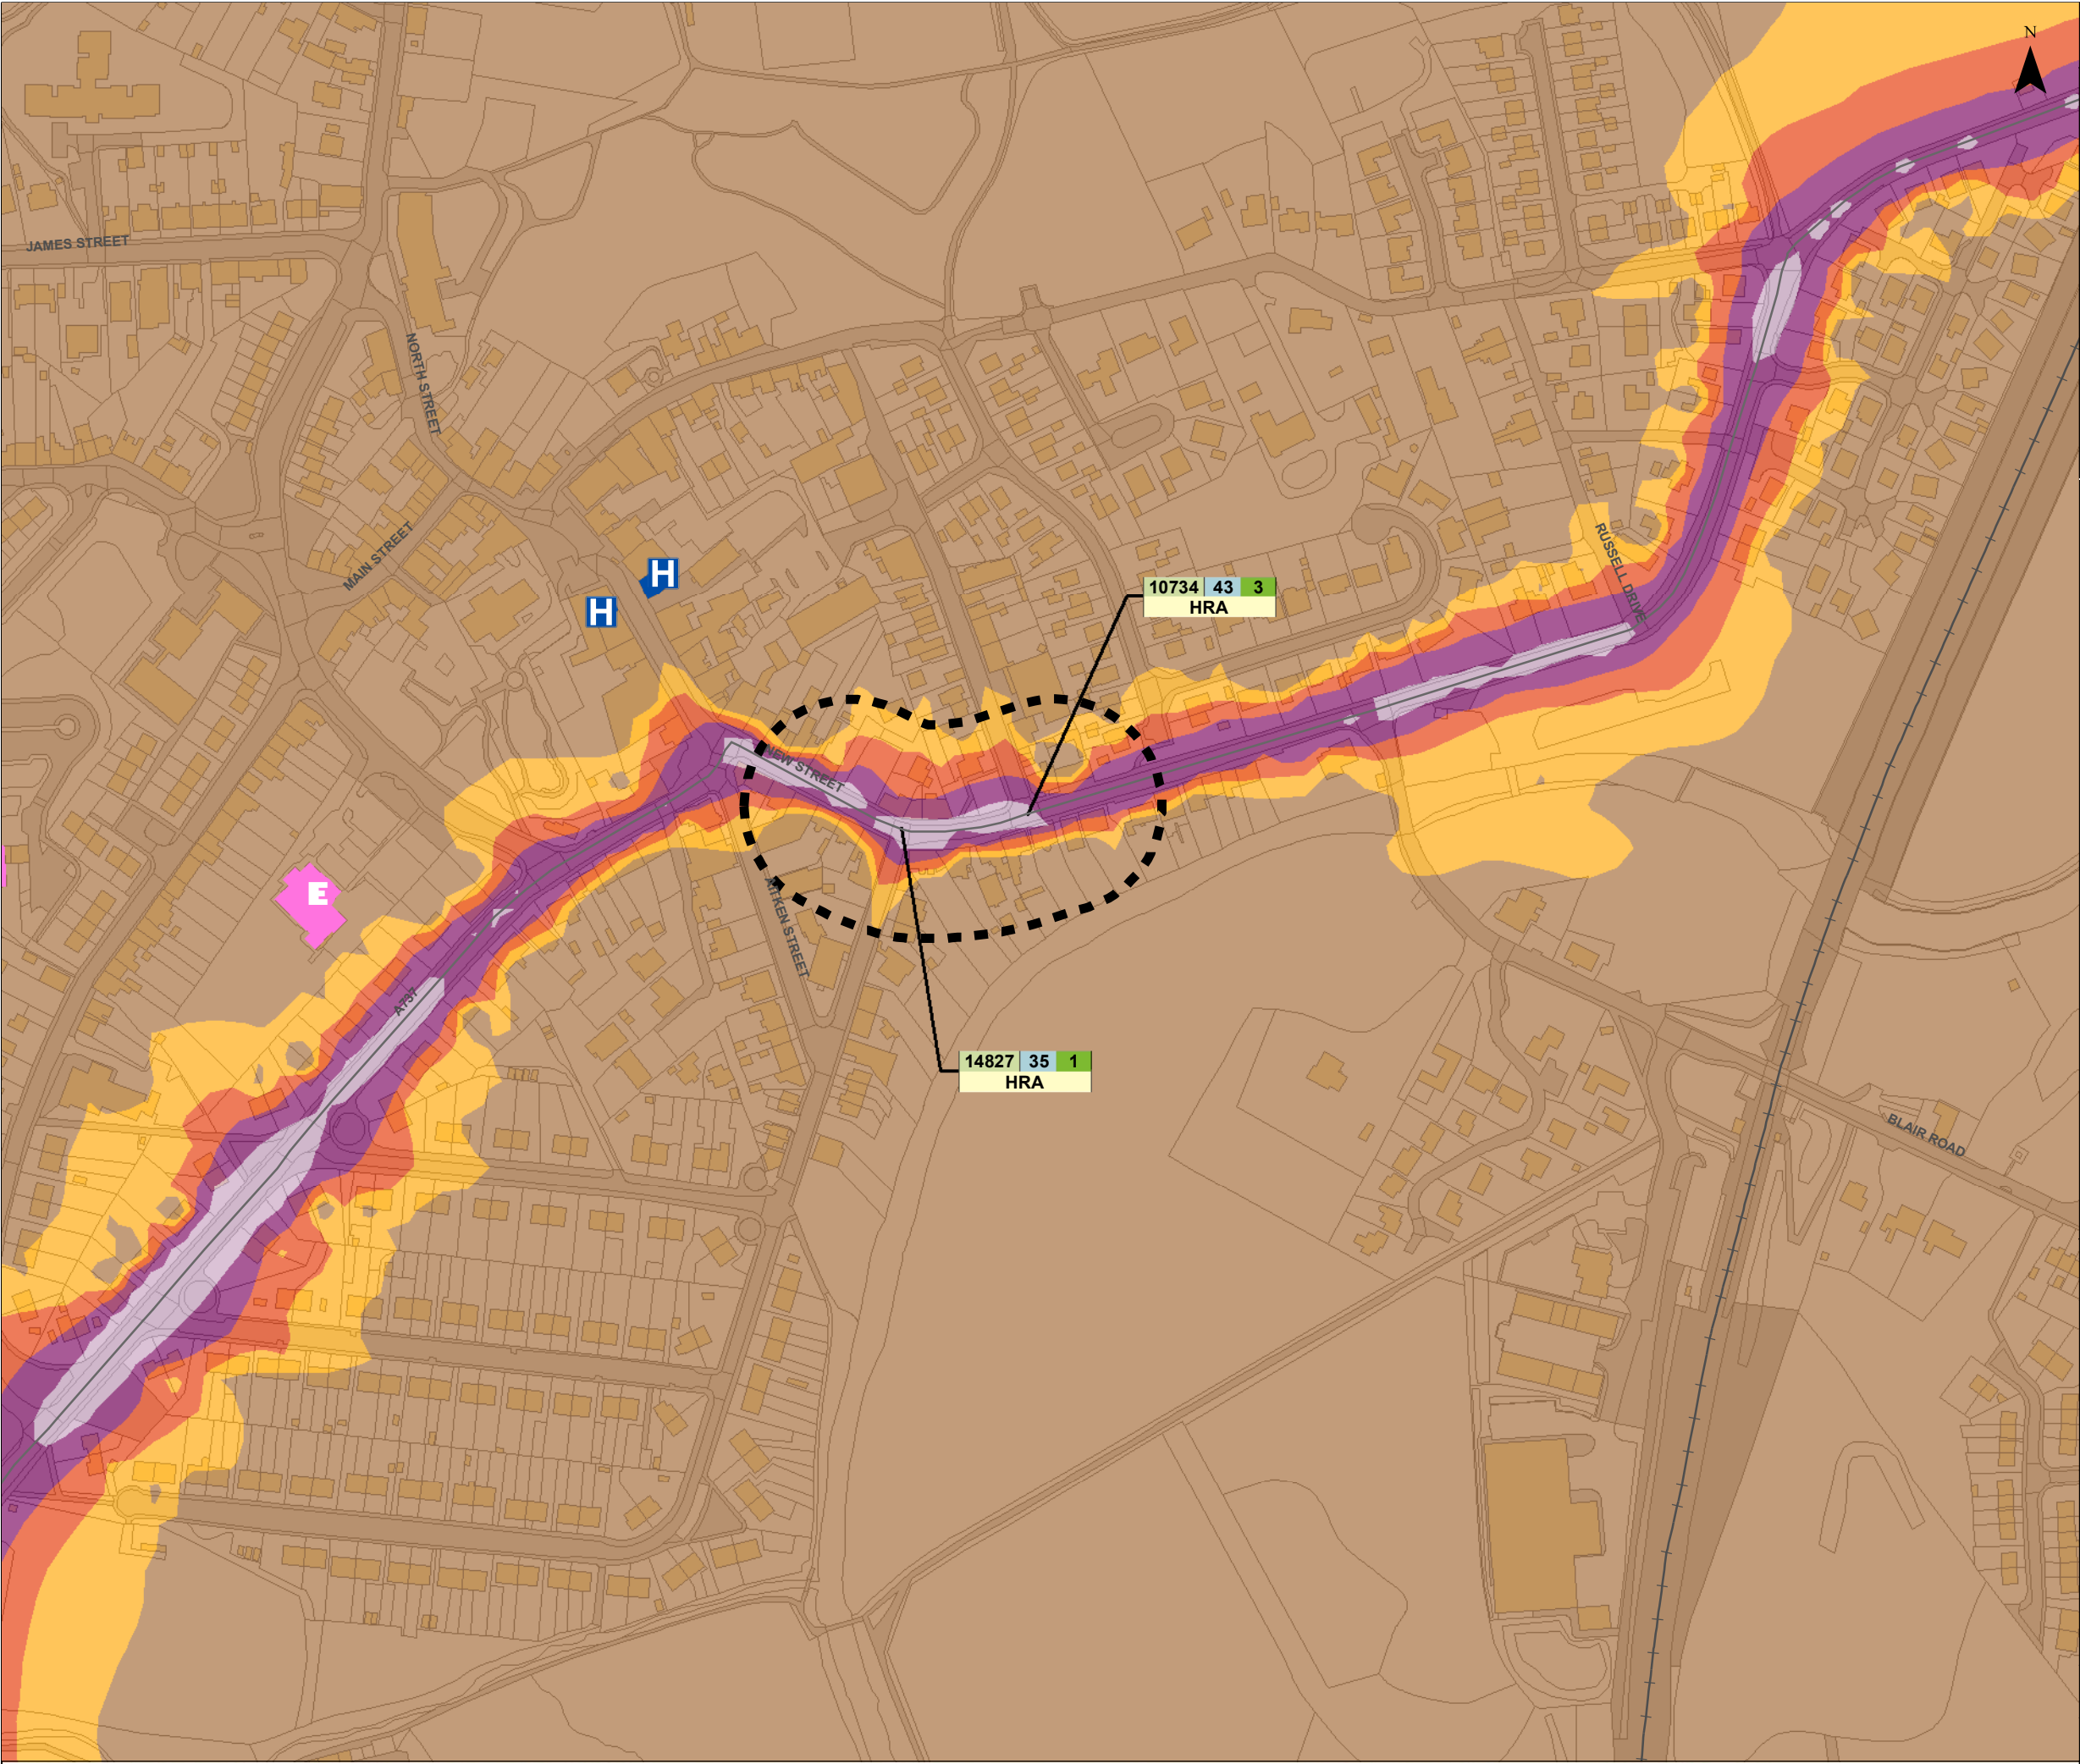 N
JAMES STREET
NORTH STREET
MAIN STREET
RUSSELL DRIVE
H
H
10734 43 3
HRA
NEW STREET
E
AITKEN STREET
A737
14827 35 1
HRA
BLAIR ROAD